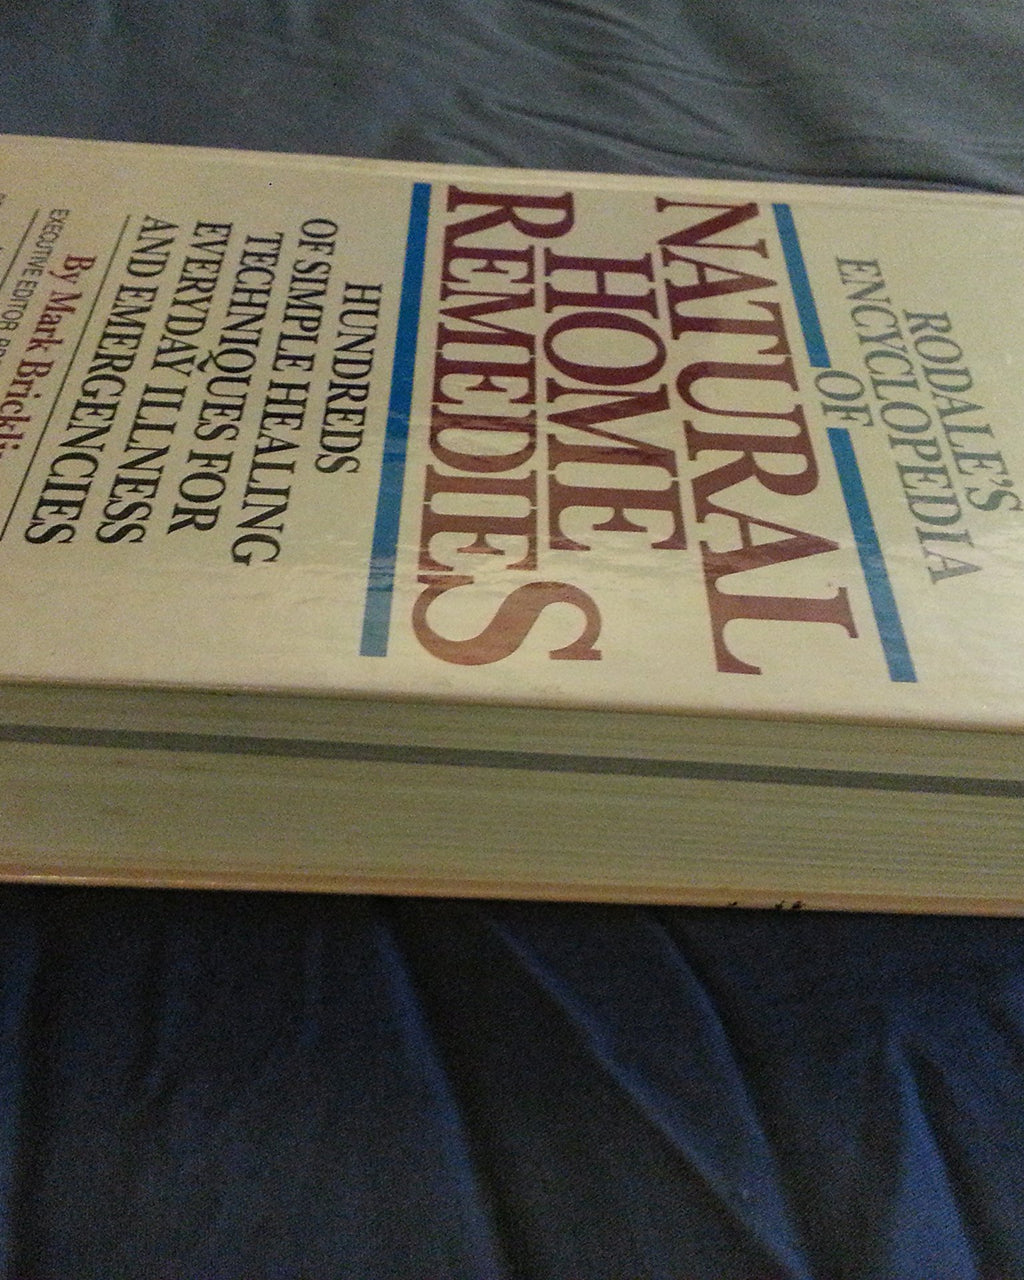 RODALE'S
ENCYCLOPEDIA
OF
NATURAL
HOME
REMEDIES
HUNDREDS
OF SIMPLE HEALING
TECHNIQUES FOR
EVERYDAY ILLNESS
AND EMERGENCIES
By Mark Brickli
EXECUTIVE EDITOR